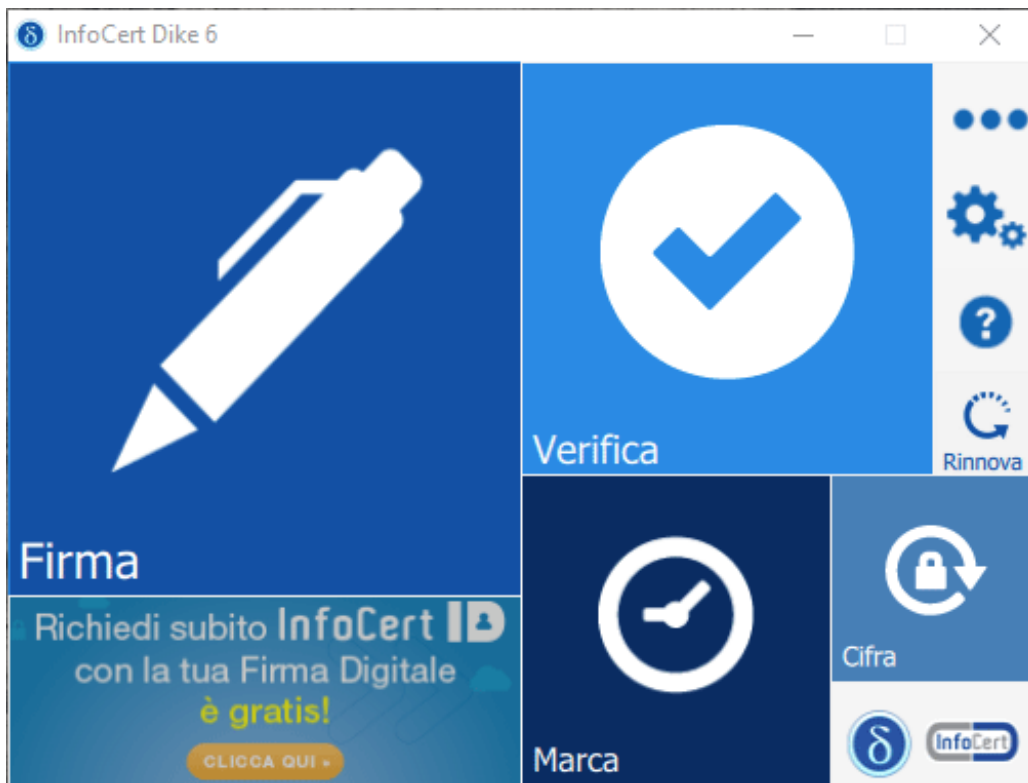 InfoCert Dike 6
Firma
Verifica
Rinnova
Marca
Cifra
Richiedi subito InfoCert ID
con la tua Firma Digitale
è gratis!
CLICCA QUI »
InfoCert